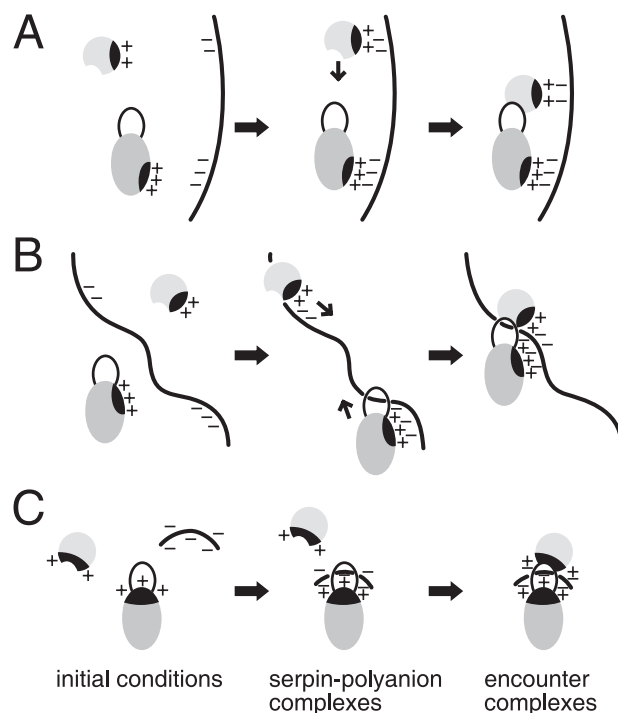 A
B
C
initial conditions
serpin-polyanion
complexes
encounter
complexes